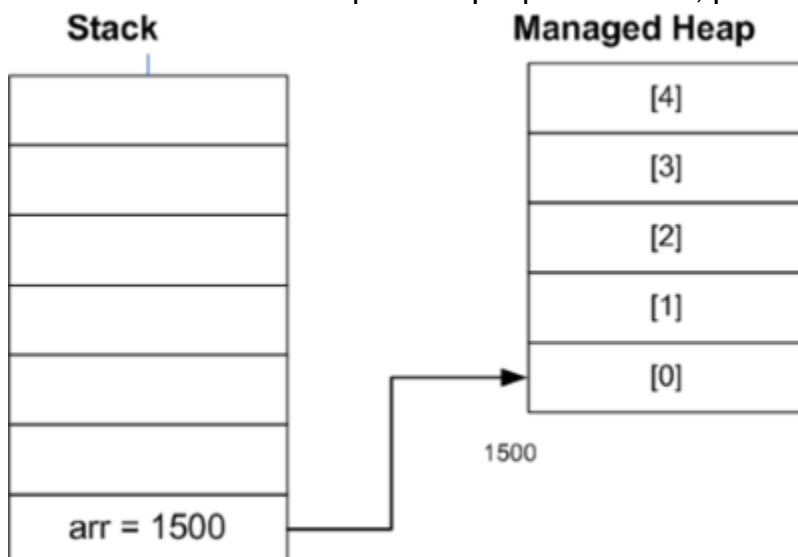 Stack
Managed Heap
[4]
[3]
[2]
[1]
[0]
1500
arr = 1500